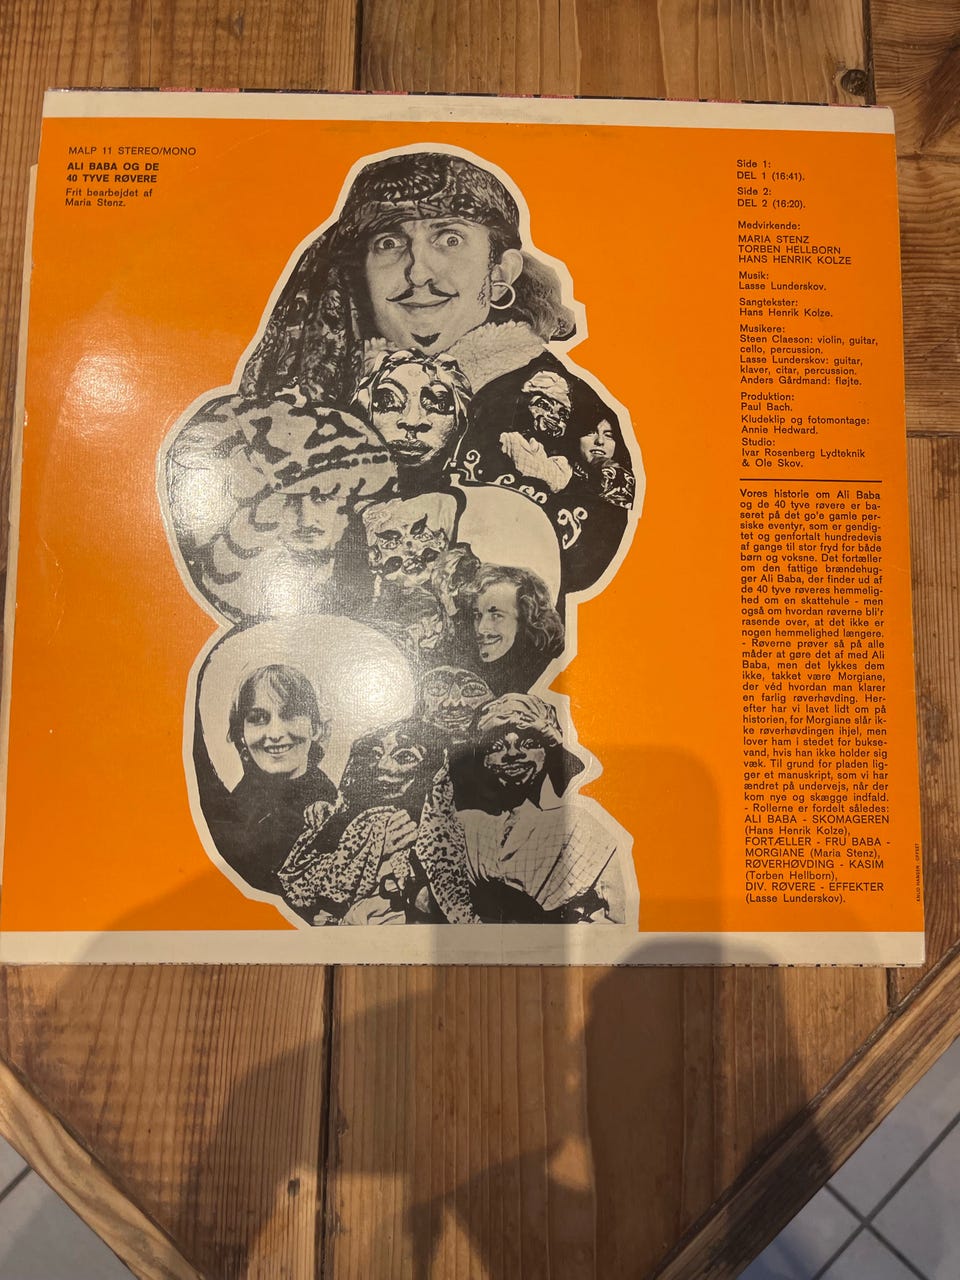 MALP 11 STEREO/MONO
ALI BABA OG DE
40 TYVE RØVERE
Frit bearbejdet af
Maria Stenz.
Side 1:
DEL 1 (16:41).
Side 2:
DEL 2 (16:20).
Medvirkende:
MARIA STENZ
TORBEN HELLBORN
HANS HENRIK KOLZE
Musik:
Lasse Lunderskov.
Sangtekster:
Hans Henrik Kolze.
Musikere:
Steen Claeson: violin, guitar,
cello, percussion.
Lasse Lunderskov: guitar,
klaver, citar, percussion.
Anders Gårdmand: fløjte.
Produktion:
Paul Bach.
Kludeklip og fotomontage:
Annie Hedward.
Studio:
Ivar Rosenberg Lydteknik
& Ole Skov.
Vores historie om Ali Baba
og de 40 tyve røvere er ba-
seret på det go'e gamle per-
siske eventyr, som er gendig-
tet og genfortalt hundredevis
af gange til stor fryd for både
børn og voksne. Det fortæller
om den fattige brændehug-
ger Ali Baba, der finder ud af
de 40 tyve røveres hemmelig-
hed om en skattehule - men
også om hvordan røverne bli'r
rasende over, at det ikke er
nogen hemmelighed længere.
- Røverne prøver så på alle
måder at gøre det af med Ali
Baba, men det lykkes dem
ikke, takket være Morgiane,
der véd hvordan man klarer
en farlig røverhøvding. Her-
efter har vi lavet lidt om på
historien, for Morgiane slår ik-
ke røverhøvdingen ihjel, men
lover ham i stedet for bukse-
vand, hvis han ikke holder sig
væk. Til grund for pladen lig-
ger et manuskript, som vi har
ændret på undervejs, når der
kom nye og skægge indfald.
- Rollerne er fordelt således:
ALI BABA - SKOMAGEREN
(Hans Henrik Kolze),
FORTÆLLER - FRU BABA -
MORGIANE (Maria Stenz),
RØVERHØVDING - KASIM
(Torben Hellborn),
DIV. RØVERE - EFFEKTER
(Lasse Lunderskov).
HANSEN OFFSET